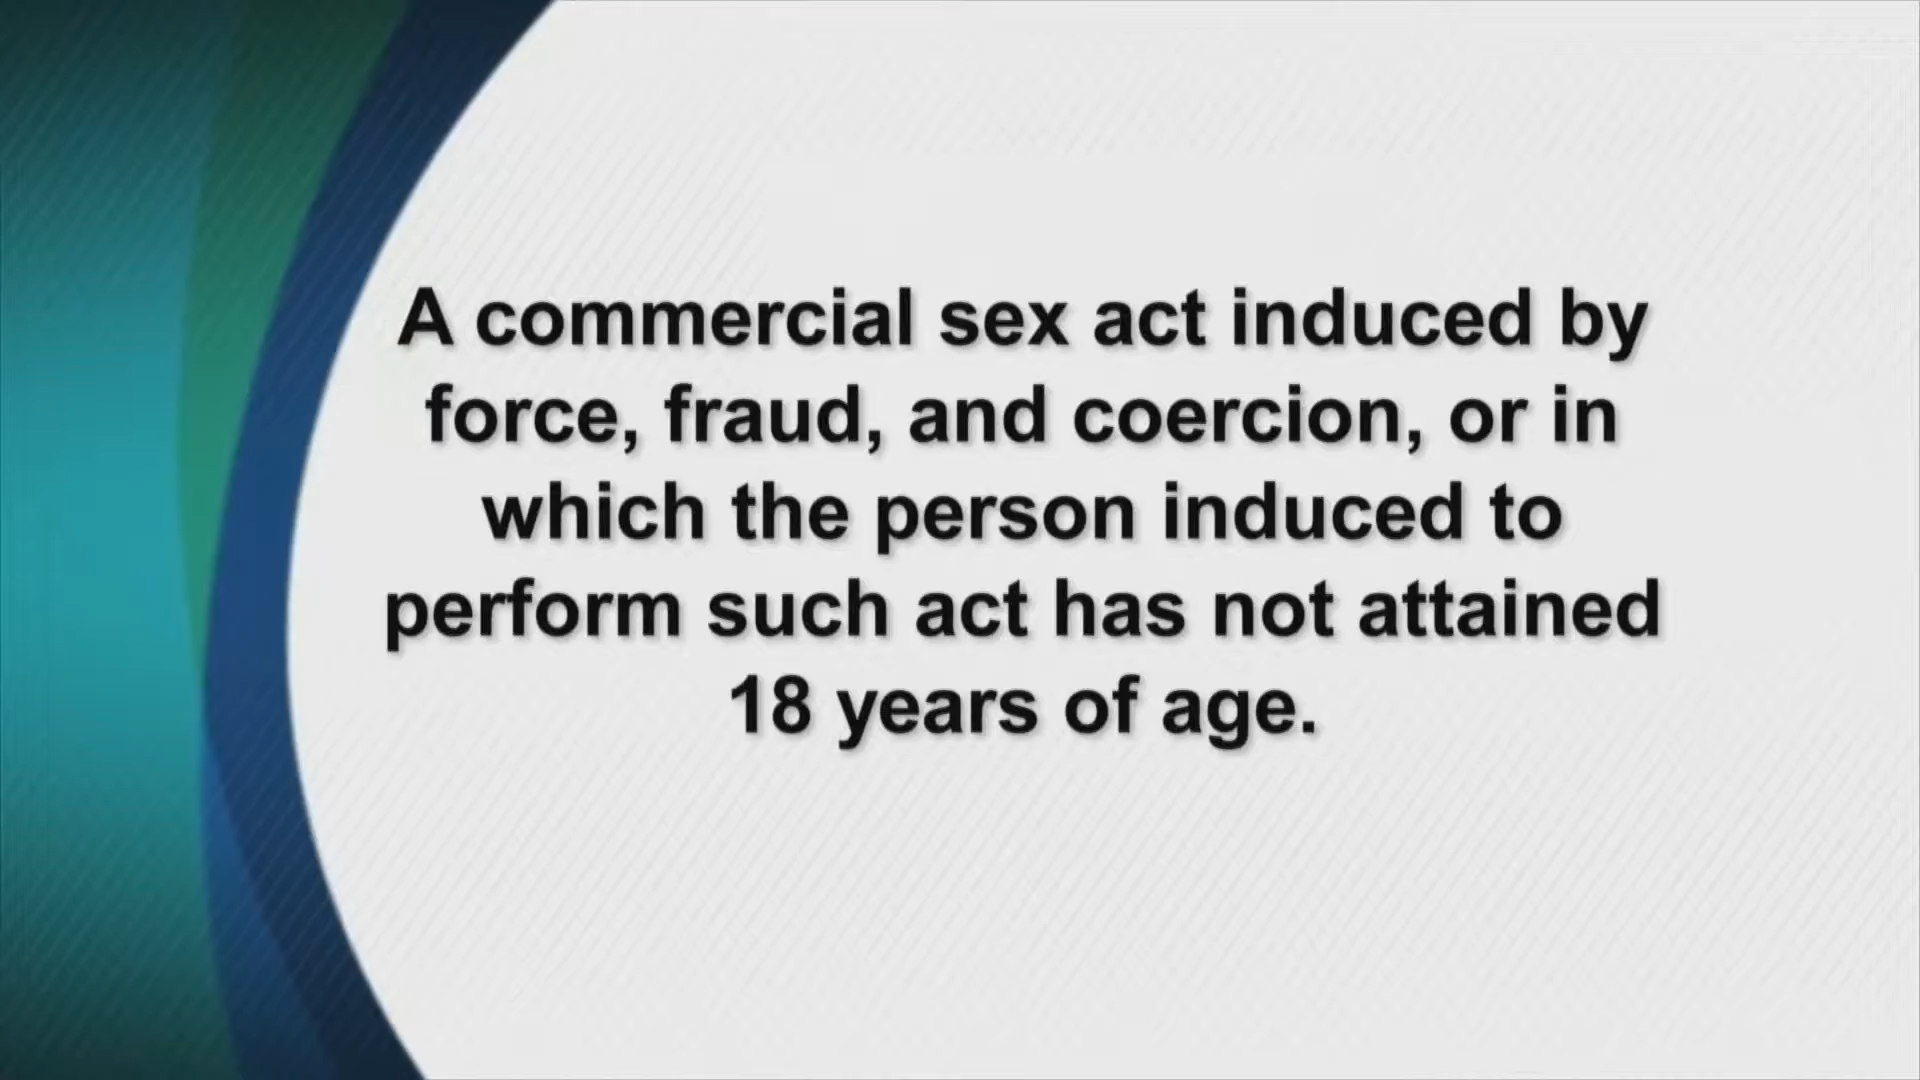 A commercial sex act induced by
force, fraud, and coercion, or in
which the person induced to
perform such act has not attained
18 years of age.